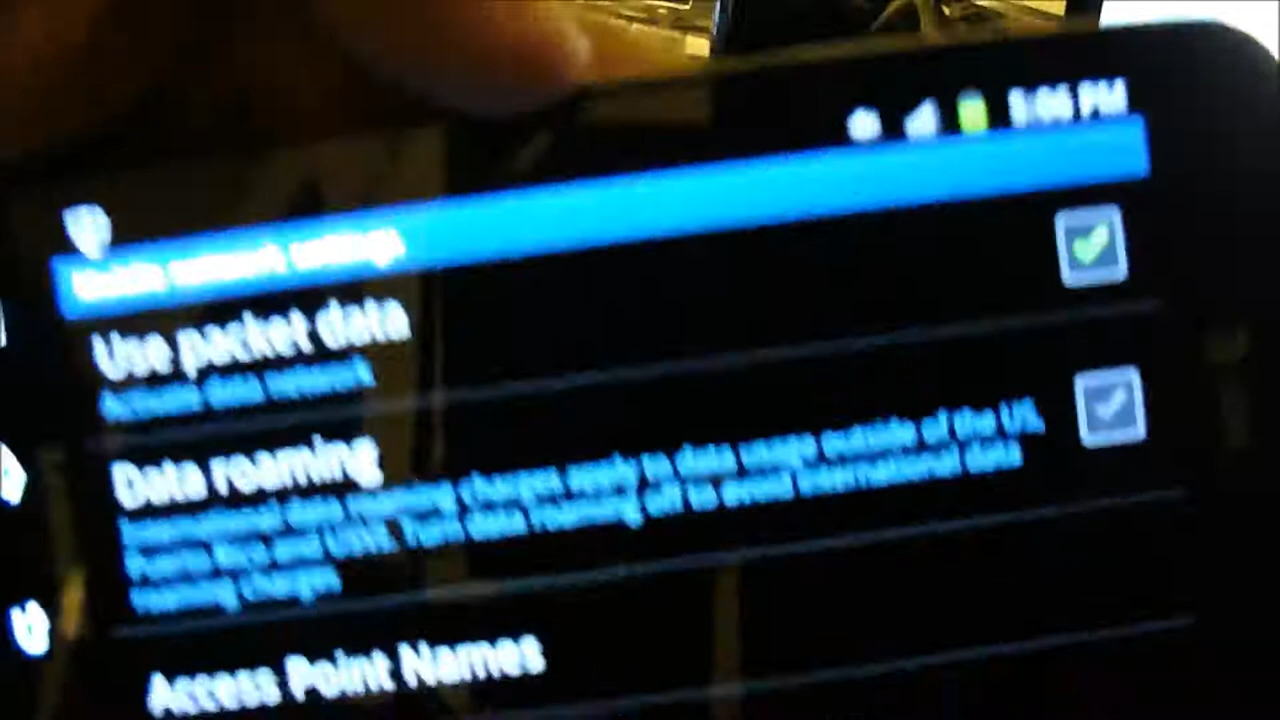 PM
Mobile network settings
Use packet data
Activate data network
Data roaming
International data roaming charges apply to data usage outside of the US,
Puerto Rico and USVI. Turn data roaming off to avoid international data
roaming charges
Access Point Names